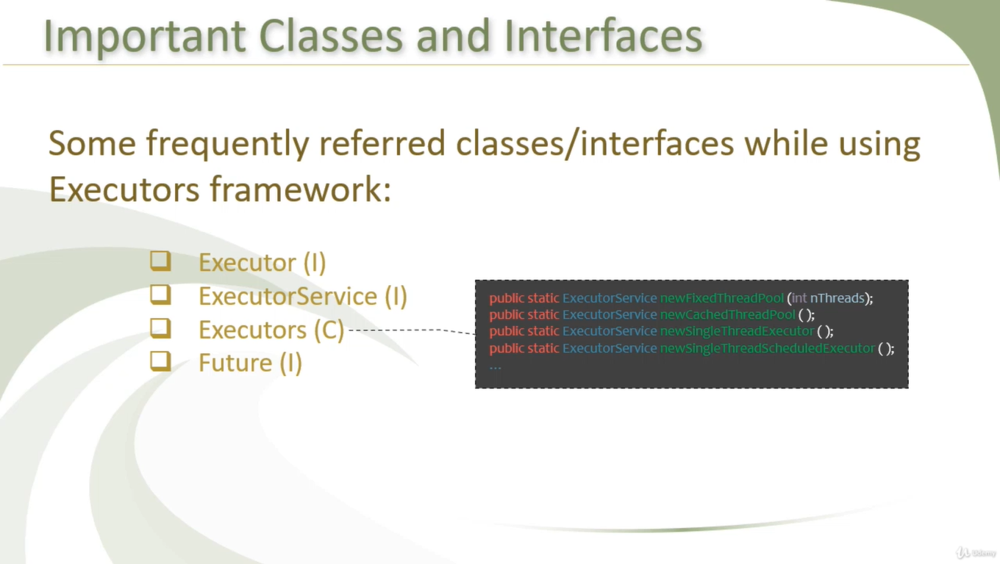 Important Classes and Interfaces
Some frequently referred classes/interfaces while using
Executors framework:
Executor (I)
ExecutorService (I)
Executors (C)
Future (I)
public static ExecutorService newFixedThreadPool (int nThreads);
public static ExecutorService newCachedThreadPool ( );
public static ExecutorService newSingleThreadExecutor ( );
public static ExecutorService newSingleThreadScheduledExecutor ( );
...
Udemy